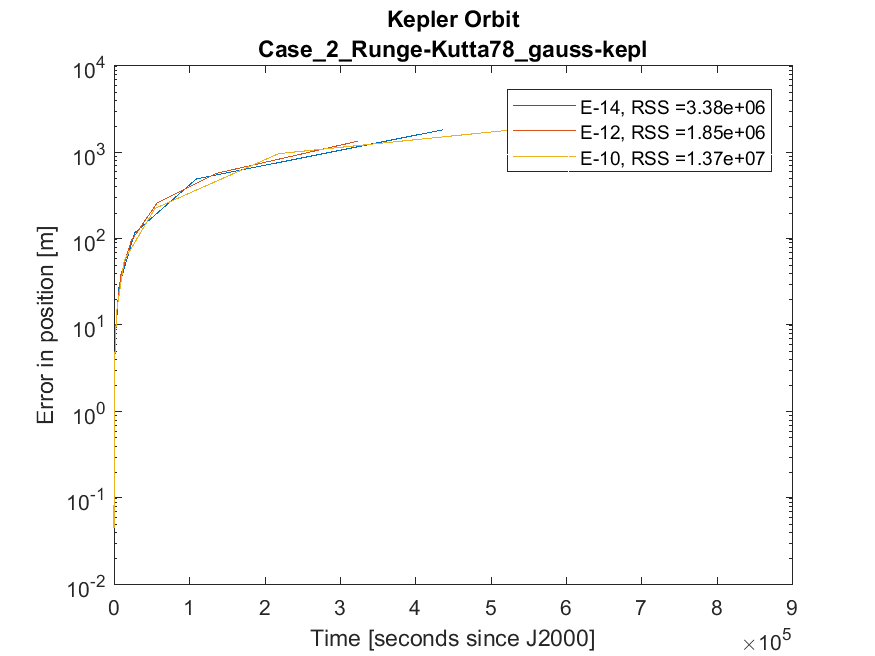 Kepler Orbit
Case_2_Runge-Kutta78_gauss-kepl
10^4
10^3
10^2
10^1
10^0
10^-1
10^-2
Error in position [m]
E-14, RSS =3.38e+06
E-12, RSS =1.85e+06
E-10, RSS =1.37e+07
0 1 2 3 4 5 6 7 8 9
Time [seconds since J2000]
×10^5